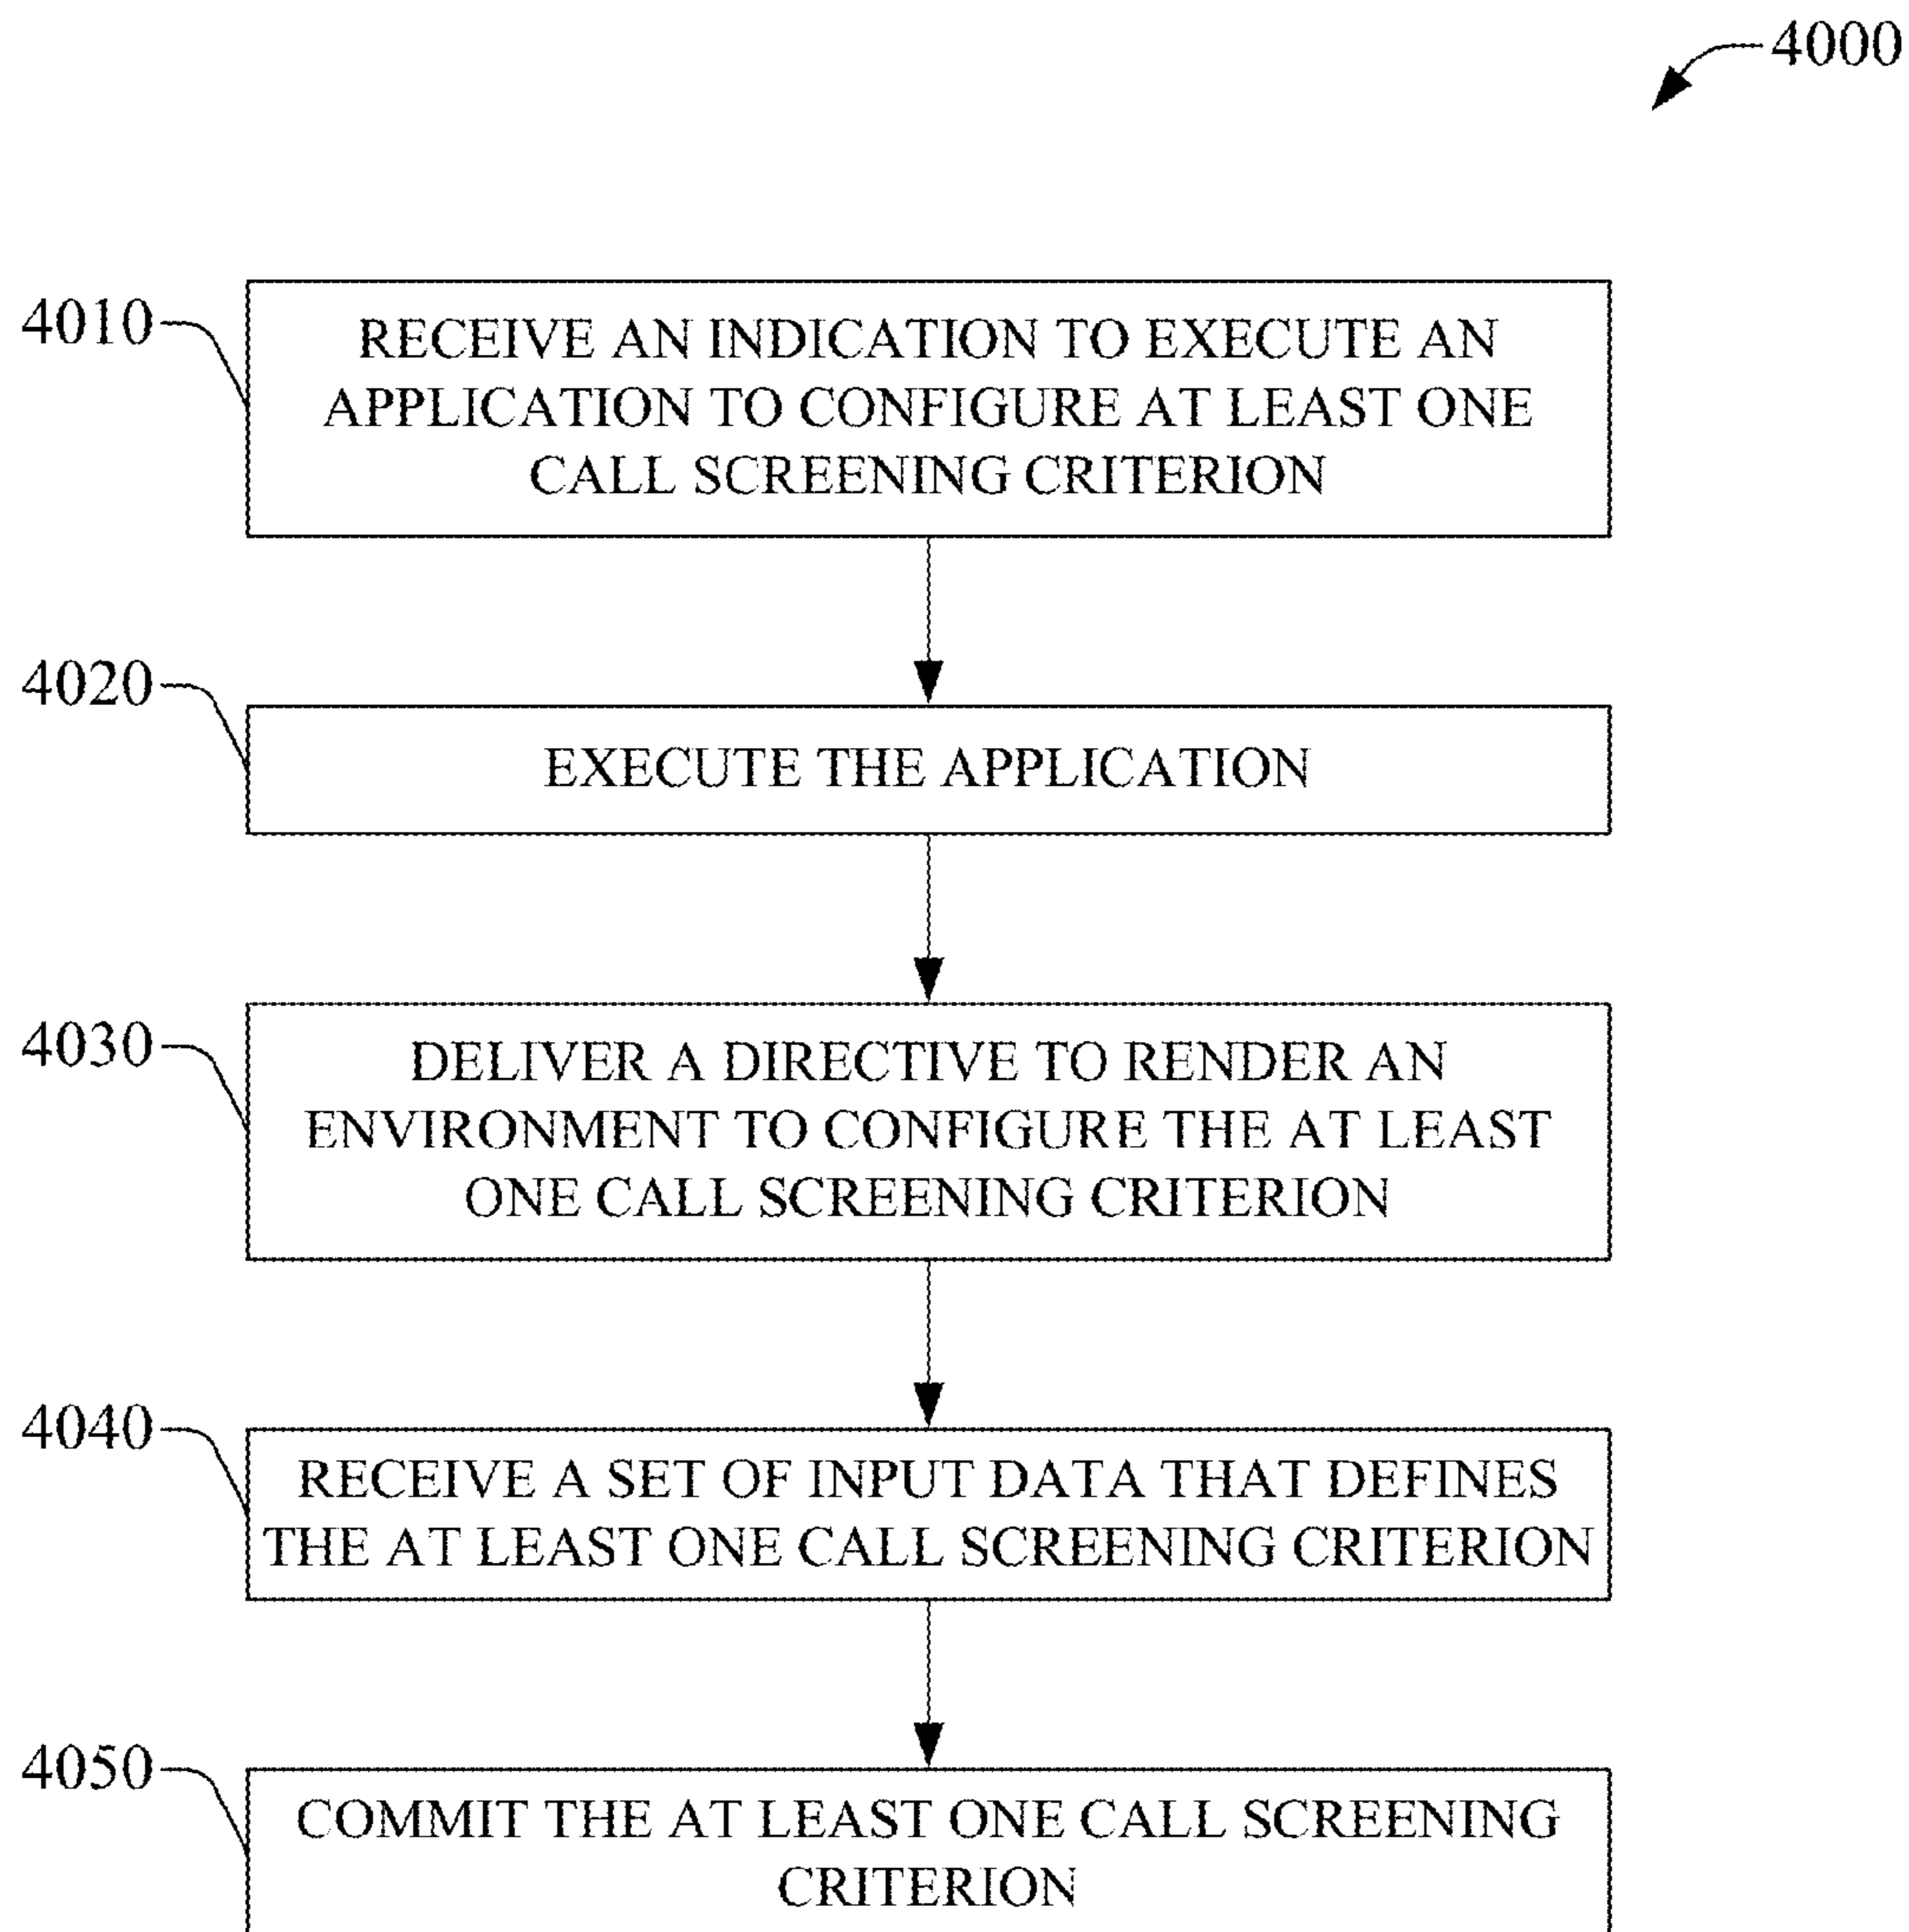 4000
4010
RECEIVE AN INDICATION TO EXECUTE AN
APPLICATION TO CONFIGURE AT LEAST ONE
CALL SCREENING CRITERION
4020
EXECUTE THE APPLICATION
4030
DELIVER A DIRECTIVE TO RENDER AN
ENVIRONMENT TO CONFIGURE THE AT LEAST
ONE CALL SCREENING CRITERION
4040
RECEIVE A SET OF INPUT DATA THAT DEFINES
THE AT LEAST ONE CALL SCREENING CRITERION
4050
COMMIT THE AT LEAST ONE CALL SCREENING
CRITERION